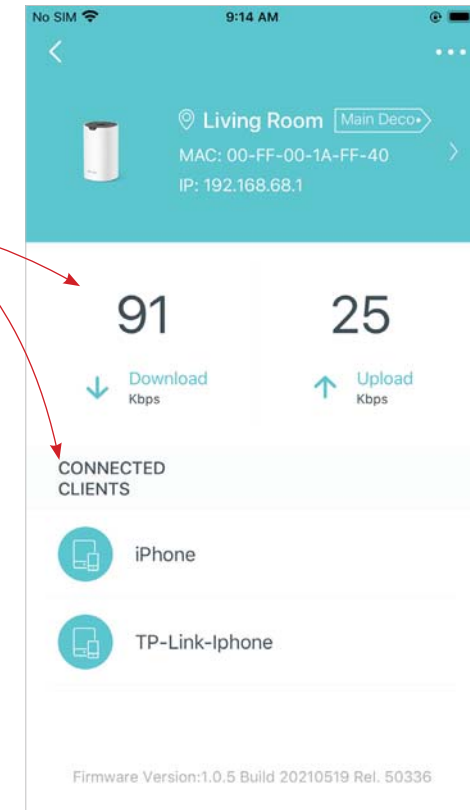 No SIM 9:14 AM
Living Room Main Deco
MAC: 00-FF-00-1A-FF-40
IP: 192.168.68.1
91 25
Download Upload
Kbps Kbps
CONNECTED
CLIENTS
iPhone
TP-Link-Iphone
Firmware Version:1.0.5 Build 20210519 Rel. 50336